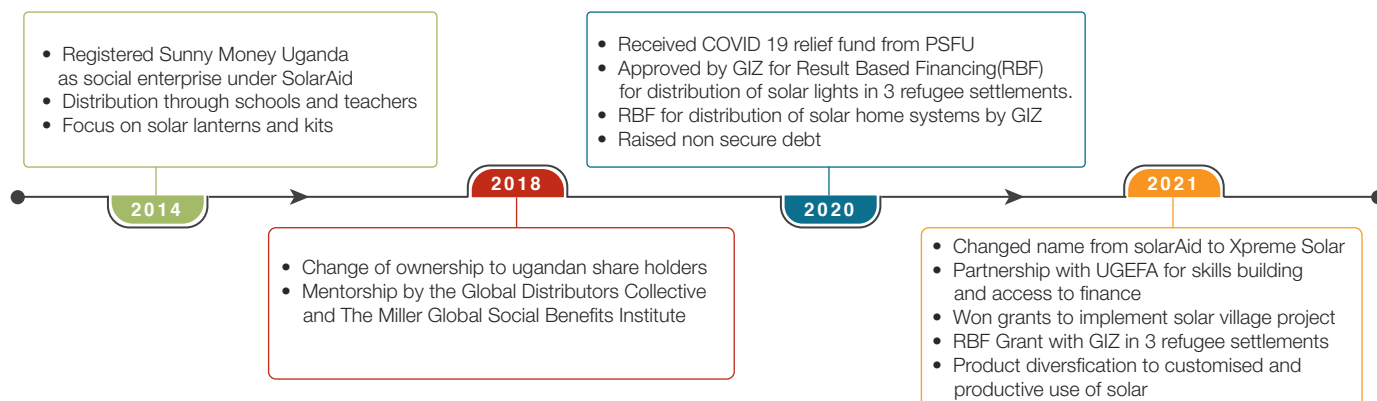 • Registered Sunny Money Uganda
as social enterprise under SolarAid
• Distribution through schools and teachers
• Focus on solar lanterns and kits
2014
2018
• Change of ownership to ugandan share holders
• Mentorship by the Global Distributors Collective
and The Miller Global Social Benefits Institute
• Received COVID 19 relief fund from PSFU
• Approved by GIZ for Result Based Financing(RBF)
for distribution of solar lights in 3 refugee settlements.
• RBF for distribution of solar home systems by GIZ
• Raised non secure debt
2020
2021
• Changed name from solarAid to Xpreme Solar
• Partnership with UGEFA for skills building
and access to finance
• Won grants to implement solar village project
• RBF Grant with GIZ in 3 refugee settlements
• Product diversfication to customised and
productive use of solar